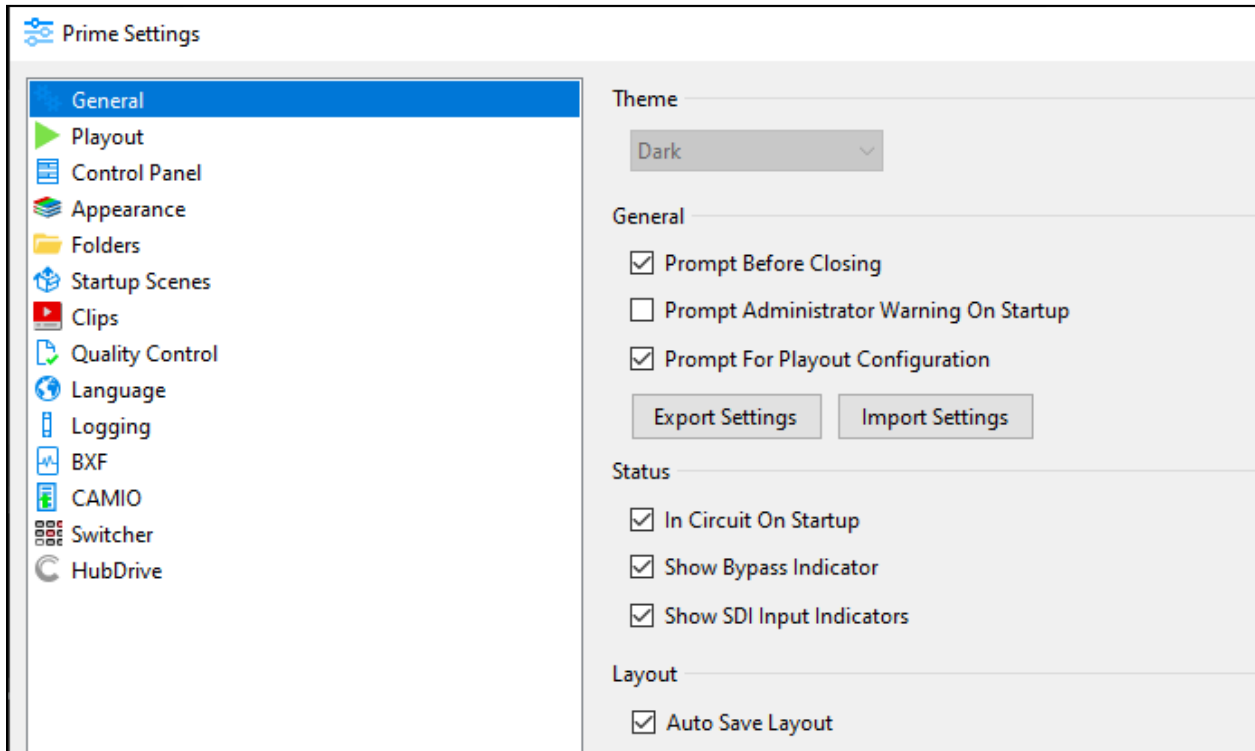 Prime Settings
General
Playout
Control Panel
Appearance
Folders
Startup Scenes
Clips
Quality Control
Language
Logging
BXF
CAMIO
Switcher
HubDrive
Theme
Dark
General
Prompt Before Closing
Prompt Administrator Warning On Startup
Prompt For Playout Configuration
Export Settings Import Settings
Status
In Circuit On Startup
Show Bypass Indicator
Show SDI Input Indicators
Layout
Auto Save Layout